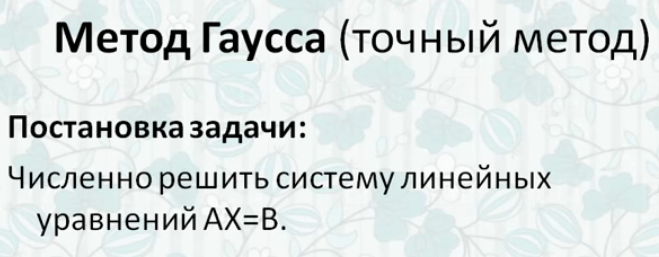 Метод Гаусса (точный метод)
Постановка задачи:
Численно решить систему линейных
уравнений AX=B.